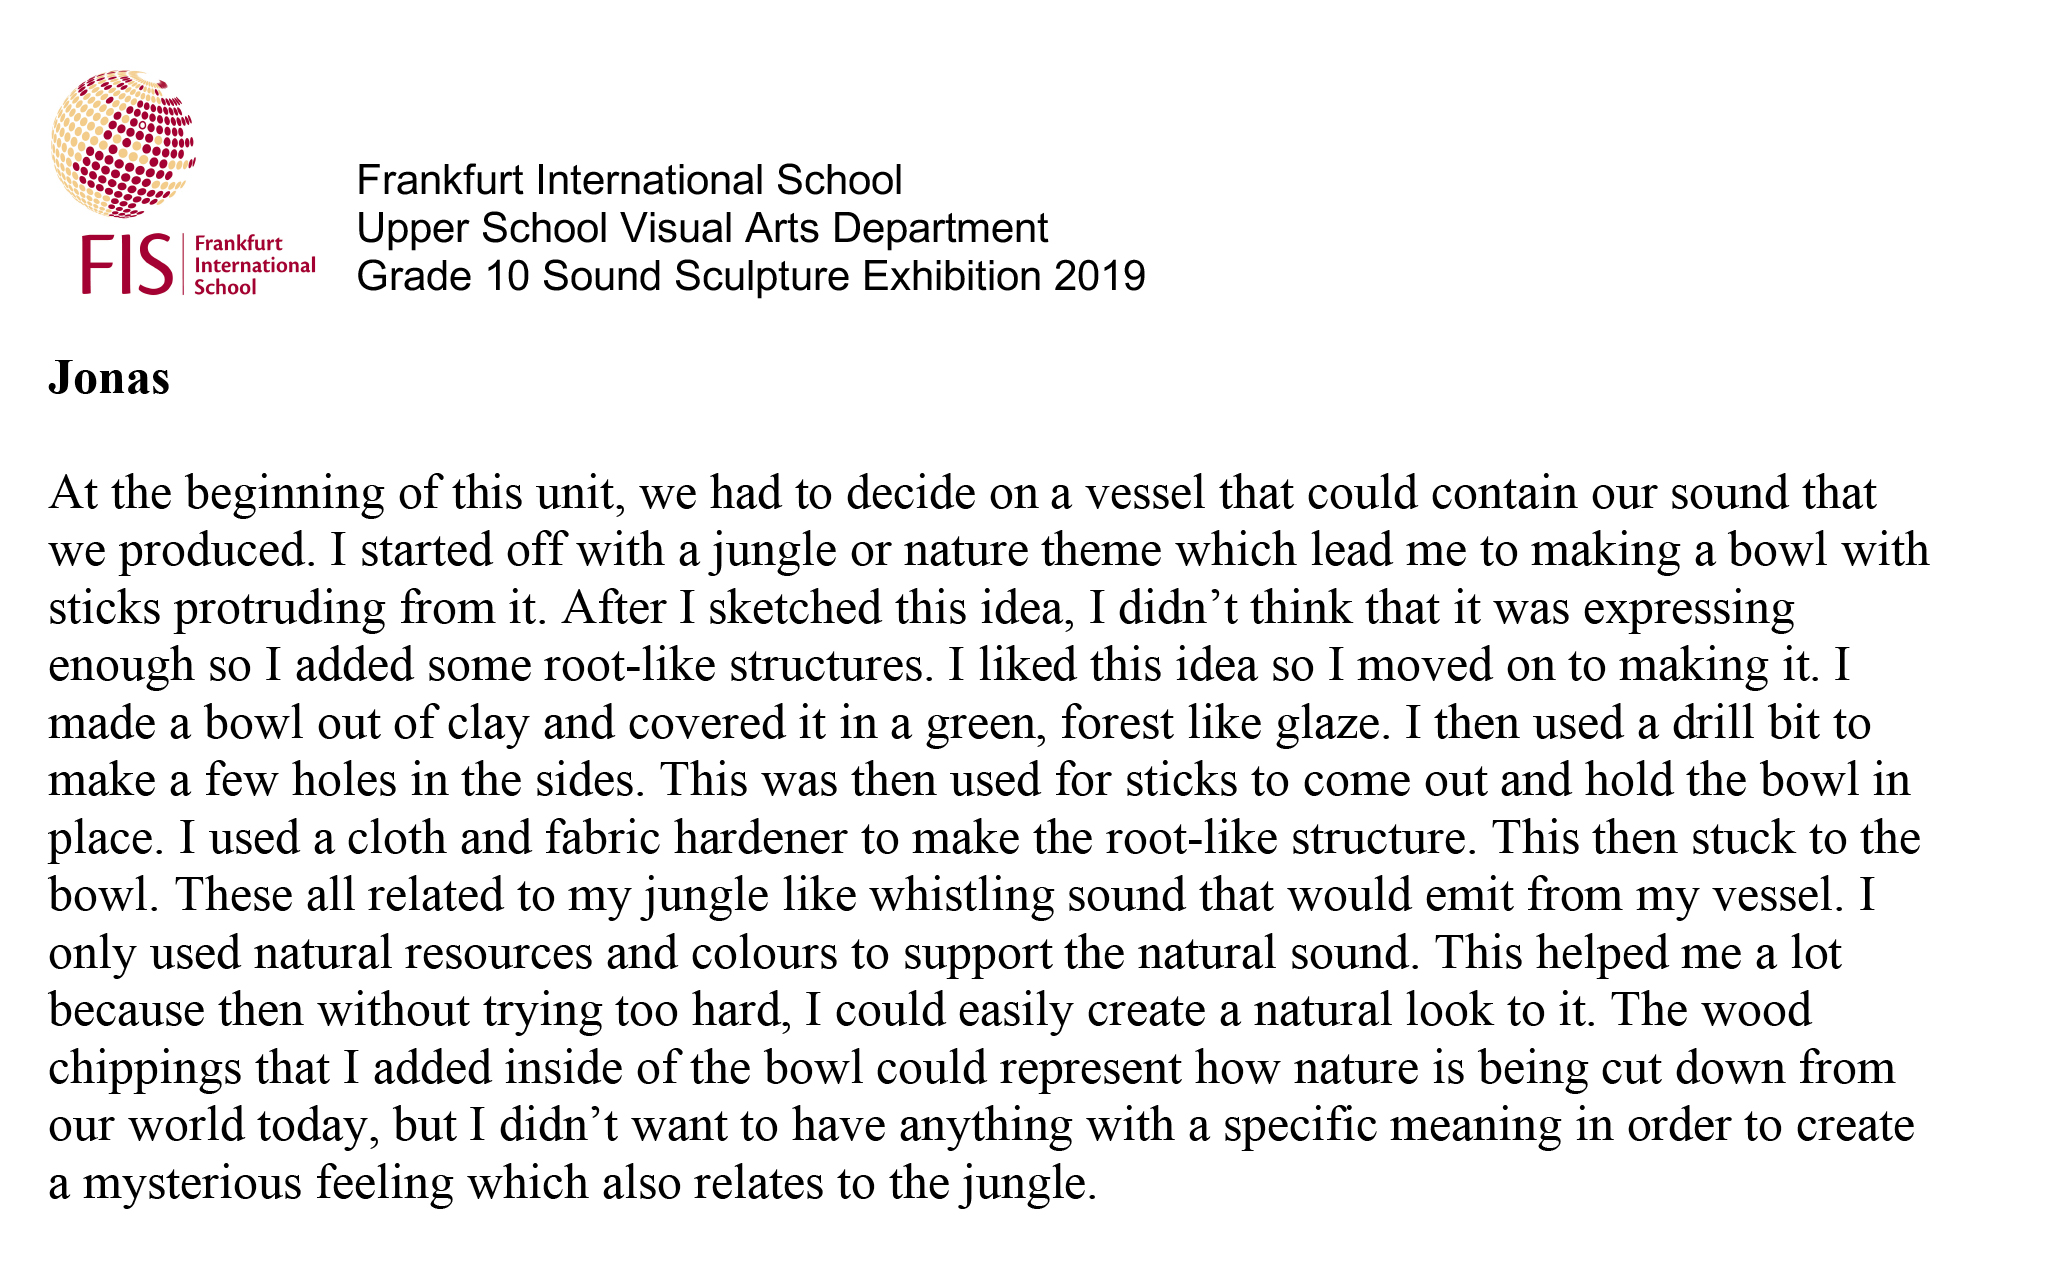 FIS
Frankfurt
International
School
Frankfurt International School
Upper School Visual Arts Department
Grade 10 Sound Sculpture Exhibition 2019
Jonas
At the beginning of this unit, we had to decide on a vessel that could contain our sound that
we produced. I started off with a jungle or nature theme which lead me to making a bowl with
sticks protruding from it. After I sketched this idea, I didn’t think that it was expressing
enough so I added some root-like structures. I liked this idea so I moved on to making it. I
made a bowl out of clay and covered it in a green, forest like glaze. I then used a drill bit to
make a few holes in the sides. This was then used for sticks to come out and hold the bowl in
place. I used a cloth and fabric hardener to make the root-like structure. This then stuck to the
bowl. These all related to my jungle like whistling sound that would emit from my vessel. I
only used natural resources and colours to support the natural sound. This helped me a lot
because then without trying too hard, I could easily create a natural look to it. The wood
chippings that I added inside of the bowl could represent how nature is being cut down from
our world today, but I didn’t want to have anything with a specific meaning in order to create
a mysterious feeling which also relates to the jungle.